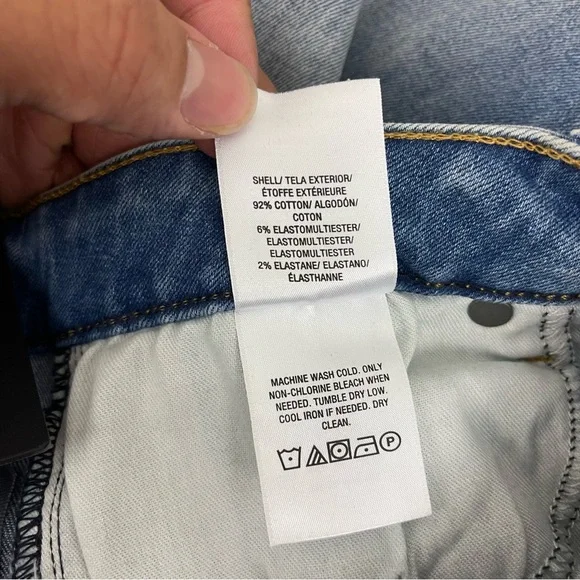 SHELL/ TELA EXTERIOR/
ÉTOFFE EXTÉRIEURE
92% COTTON/ ALGODÓN/
COTON
6% ELASTOMULTIESTER/
ELASTOMULTIESTER/
ELASTOMULTIESTER
2% ELASTANE/ ELASTANO/
ÉLASTHANNE
MACHINE WASH COLD. ONLY
NON-CHLORINE BLEACH WHEN
NEEDED. TUMBLE DRY LOW.
COOL IRON IF NEEDED. DRY
CLEAN.
P